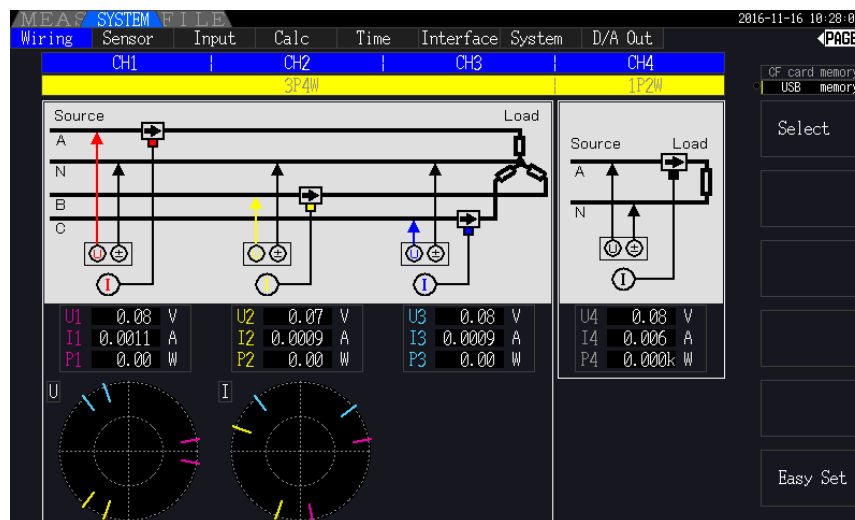 MEAS SYSTEM FILE 2016-11-16 10:28:0
Wiring Sensor Input Calc Time Interface System D/A Out PAGE
CH1 CH2 CH3 CH4
3P4W 1P2W
CF card memory
USB memory
Select
Source Load
A
N
B
C
U ± U ± U ±
I I I
Source Load
A
N
U ±
I
U1 0.08 V U2 0.07 V U3 0.08 V U4 0.08 V
I1 0.0011 A I2 0.0009 A I3 0.0009 A I4 0.006 A
P1 0.00 W P2 0.00 W P3 0.00 W P4 0.000k W
U I
Easy Set